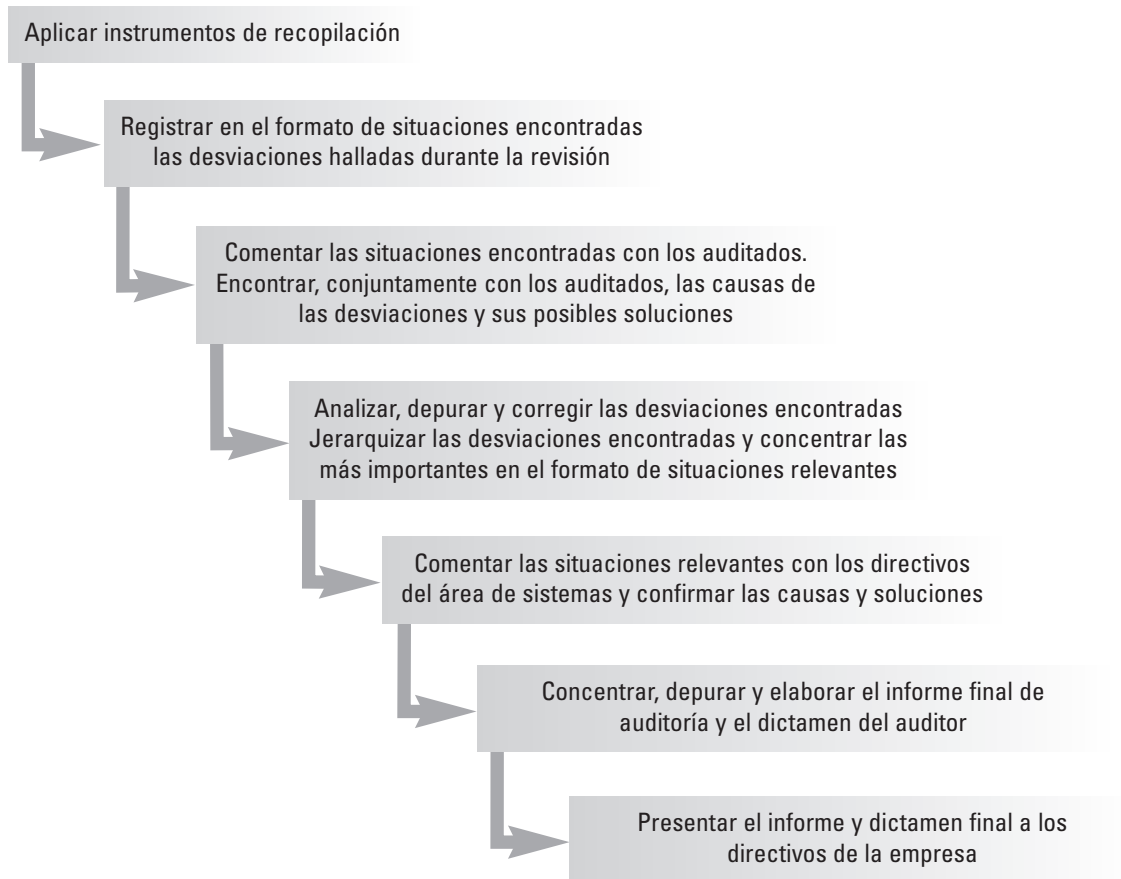 Aplicar instrumentos de recopilación
Registrar en el formato de situaciones encontradas
las desviaciones halladas durante la revisión
Comentar las situaciones encontradas con los auditados.
Encontrar, conjuntamente con los auditados, las causas de
las desviaciones y sus posibles soluciones
Analizar, depurar y corregir las desviaciones encontradas
Jerarquizar las desviaciones encontradas y concentrar las
más importantes en el formato de situaciones relevantes
Comentar las situaciones relevantes con los directivos
del área de sistemas y confirmar las causas y soluciones
Concentrar, depurar y elaborar el informe final de
auditoría y el dictamen del auditor
Presentar el informe y dictamen final a los
directivos de la empresa